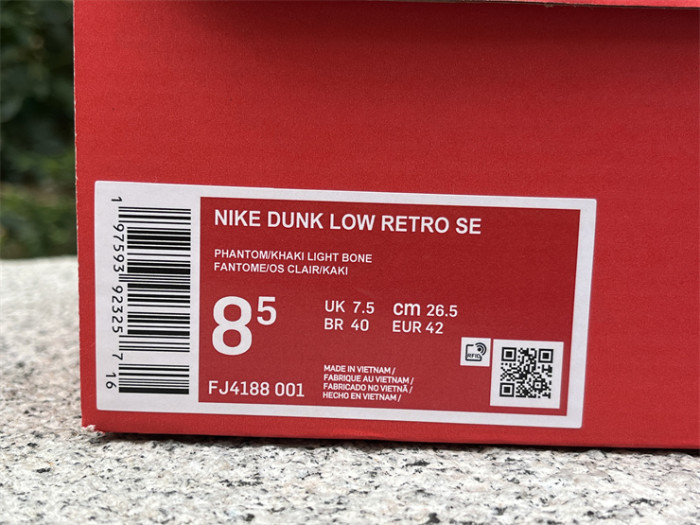 NIKE DUNK LOW RETRO SE
PHANTOM/KHAKI LIGHT BONE
FANTOME/OS CLAIR/KAKI
8⁵
UK 7.5 cm 26.5
BR 40 EUR 42
FJ4188 001
MADE IN VIETNAM /
FABRIQUE AU VIETNAM /
FABRICADO NO VIETNÃ /
HECHO EN VIETNAM /
RFID
1 97593 92325 7 16